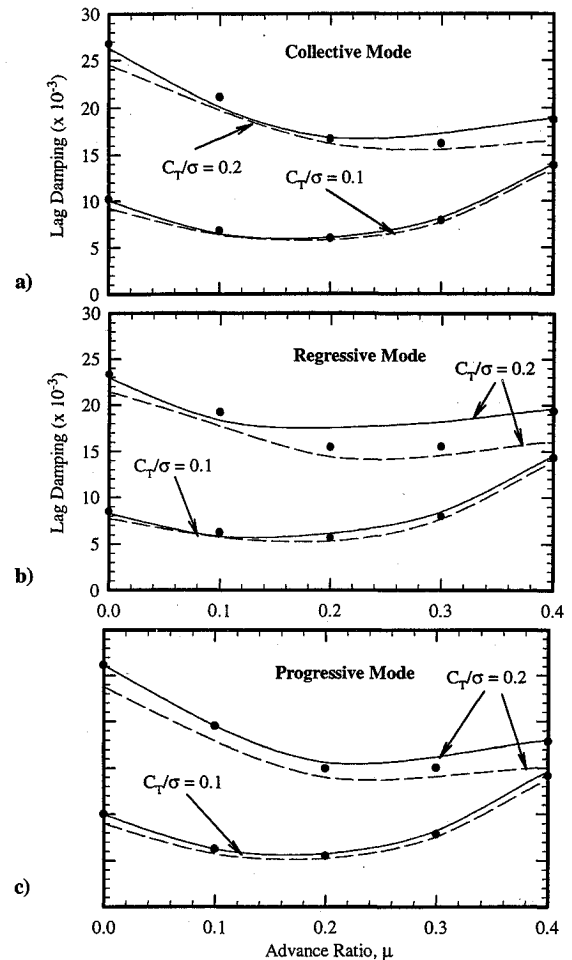 30
Collective Mode
25
20
15
C_T/σ = 0.2
C_T/σ = 0.1
10
5
0
Lag Damping (x 10⁻³)
a)
30
Regressive Mode
25
C_T/σ = 0.2
20
15
C_T/σ = 0.1
10
5
0
Lag Damping (x 10⁻³)
b)
0.0 0.1 0.2 0.3 0.4
Progressive Mode
C_T/σ = 0.2
C_T/σ = 0.1
c)
0.0 0.1 0.2 0.3 0.4
Advance Ratio, μ